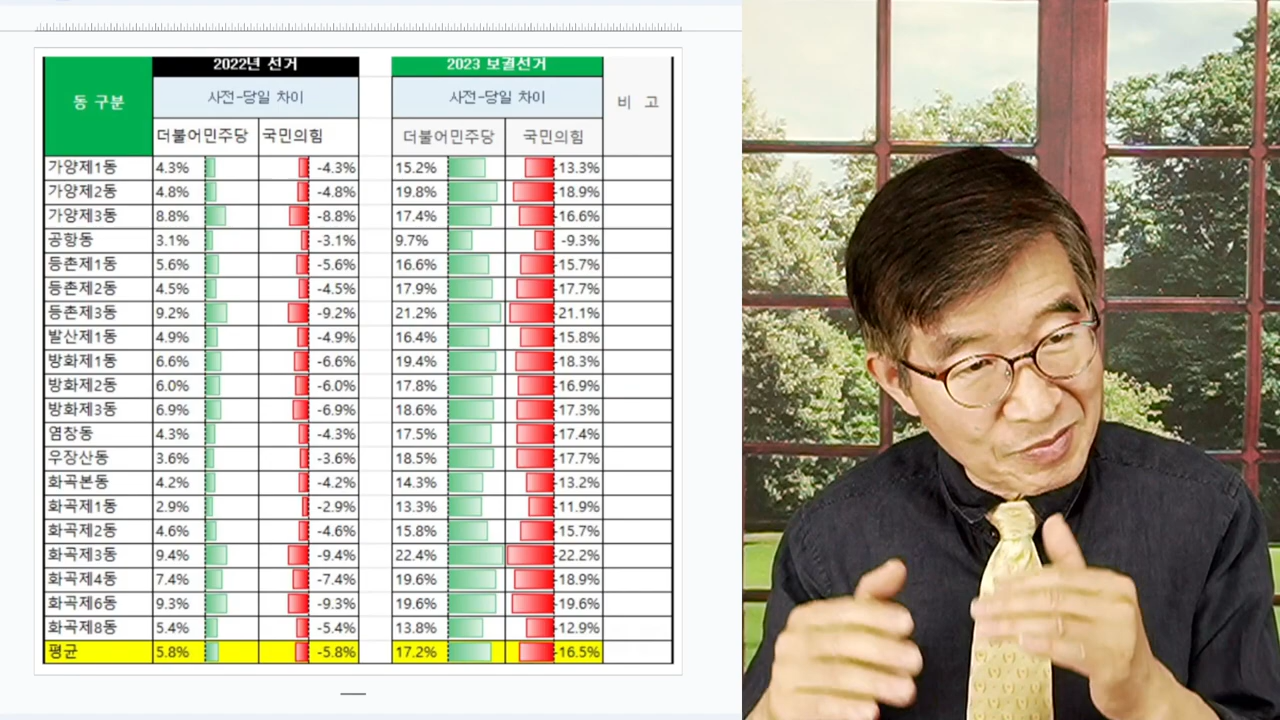 동 구분 2022년 선거 2023 보궐선거 비 고
사전-당일 차이 사전-당일 차이
더불어민주당 국민의힘 더불어민주당 국민의힘
가양제1동 4.3% -4.3% 15.2% -13.3%
가양제2동 4.8% -4.8% 19.8% -18.9%
가양제3동 8.8% -8.8% 17.4% -16.6%
공항동 3.1% -3.1% 9.7% -9.3%
등촌제1동 5.6% -5.6% 16.6% -15.7%
등촌제2동 4.5% -4.5% 17.9% -17.7%
등촌제3동 9.2% -9.2% 21.2% -21.1%
발산제1동 4.9% -4.9% 16.4% -15.8%
방화제1동 6.6% -6.6% 19.4% -18.3%
방화제2동 6.0% -6.0% 17.8% -16.9%
방화제3동 6.9% -6.9% 18.6% -17.3%
염창동 4.3% -4.3% 17.5% -17.4%
우장산동 3.6% -3.6% 18.5% -17.7%
화곡본동 4.2% -4.2% 14.3% -13.2%
화곡제1동 2.9% -2.9% 13.3% -11.9%
화곡제2동 4.6% -4.6% 15.8% -15.7%
화곡제3동 9.4% -9.4% 22.4% -22.2%
화곡제4동 7.4% -7.4% 19.6% -18.9%
화곡제6동 9.3% -9.3% 19.6% -19.6%
화곡제8동 5.4% -5.4% 13.8% -12.9%
평균 5.8% -5.8% 17.2% -16.5%